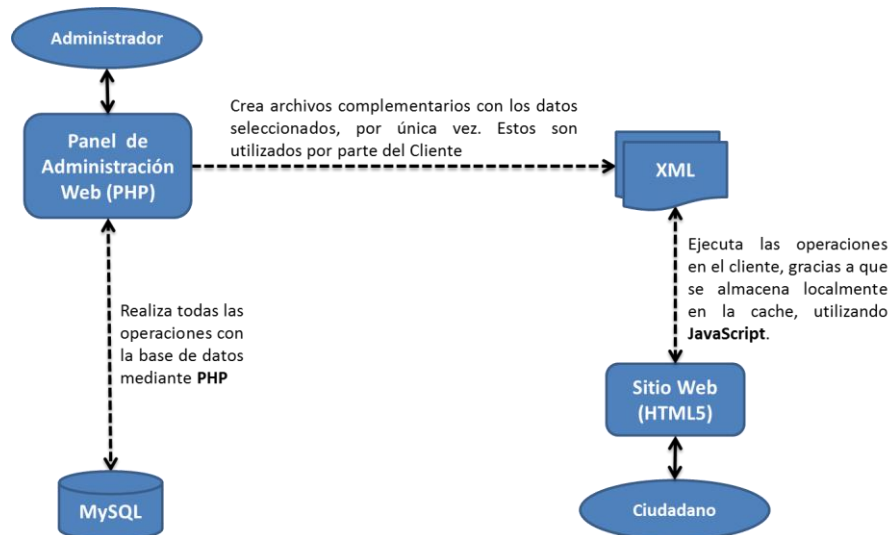 Administrador
Panel de
Administración
Web (PHP)
Crea archivos complementarios con los datos
seleccionados, por única vez. Estos son
utilizados por parte del Cliente
XML
Ejecuta las operaciones
en el cliente, gracias a que
se almacena localmente
en la cache, utilizando
JavaScript.
Realiza todas las
operaciones con
la base de datos
mediante PHP
Sitio Web
(HTML5)
MySQL
Ciudadano